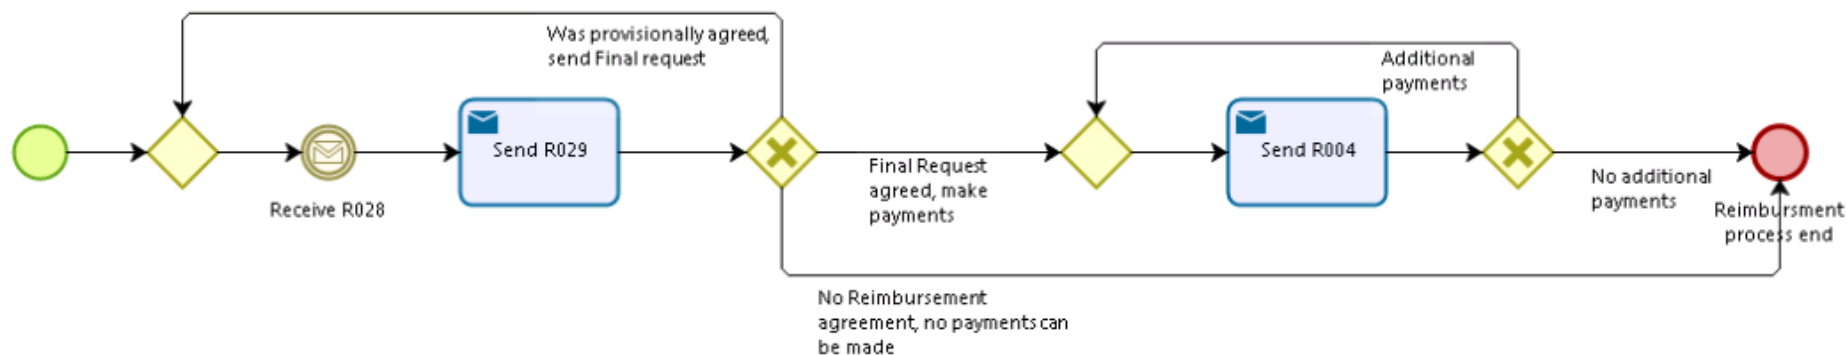 Was provisionally agreed,
send Final request
Additional
payments
Send R029
Send R004
Receive R028
Final Request
agreed, make
payments
No additional
payments
Reimbursment
process end
No Reimbursement
agreement, no payments can
be made